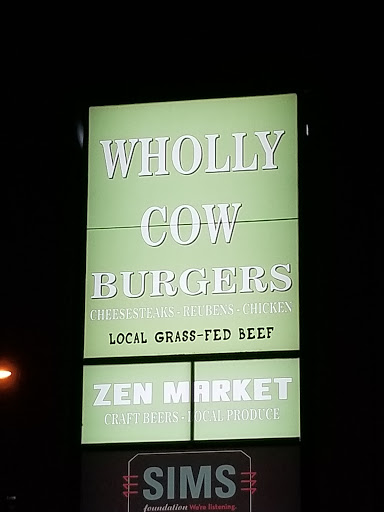 WHOLLY
COW
BURGERS
CHEESESTEAKS - REUBENS - CHICKEN
LOCAL GRASS-FED BEEF
ZEN MARKET
CRAFT BEERS - LOCAL PRODUCE
SIMS
foundation We're listening.